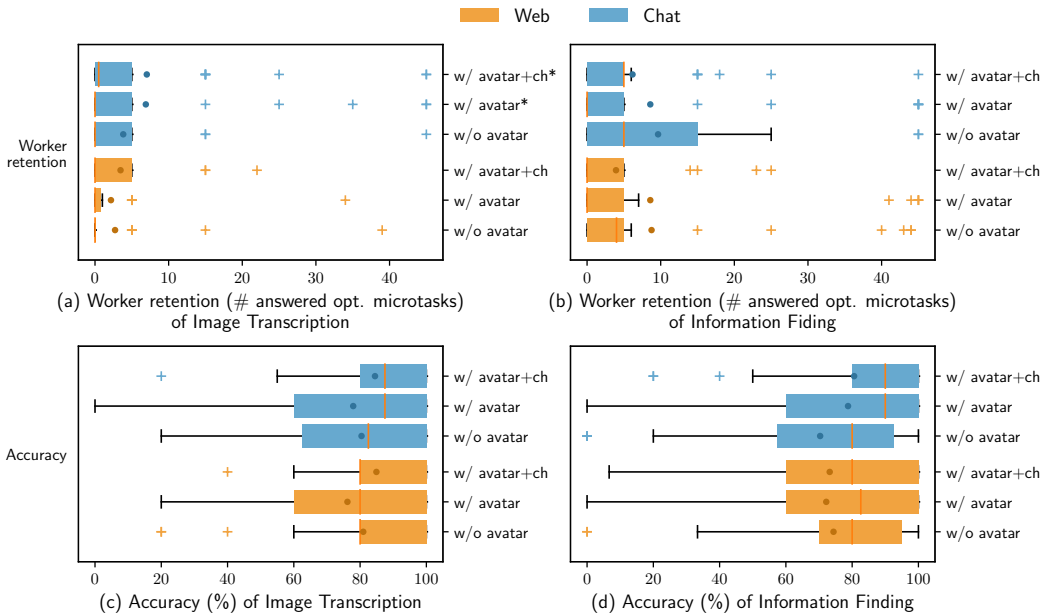 Web Chat
Worker retention
w/ avatar+ch*
w/ avatar*
w/o avatar
w/ avatar+ch
w/ avatar
w/o avatar
0 10 20 30 40
(a) Worker retention (# answered opt. microtasks)
of Image Transcription
w/ avatar+ch
w/ avatar
w/o avatar
w/ avatar+ch
w/ avatar
w/o avatar
0 10 20 30 40
(b) Worker retention (# answered opt. microtasks)
of Information Fiding
Accuracy
w/ avatar+ch
w/ avatar
w/o avatar
w/ avatar+ch
w/ avatar
w/o avatar
0 20 40 60 80 100
(c) Accuracy (%) of Image Transcription
w/ avatar+ch
w/ avatar
w/o avatar
w/ avatar+ch
w/ avatar
w/o avatar
0 20 40 60 80 100
(d) Accuracy (%) of Information Finding